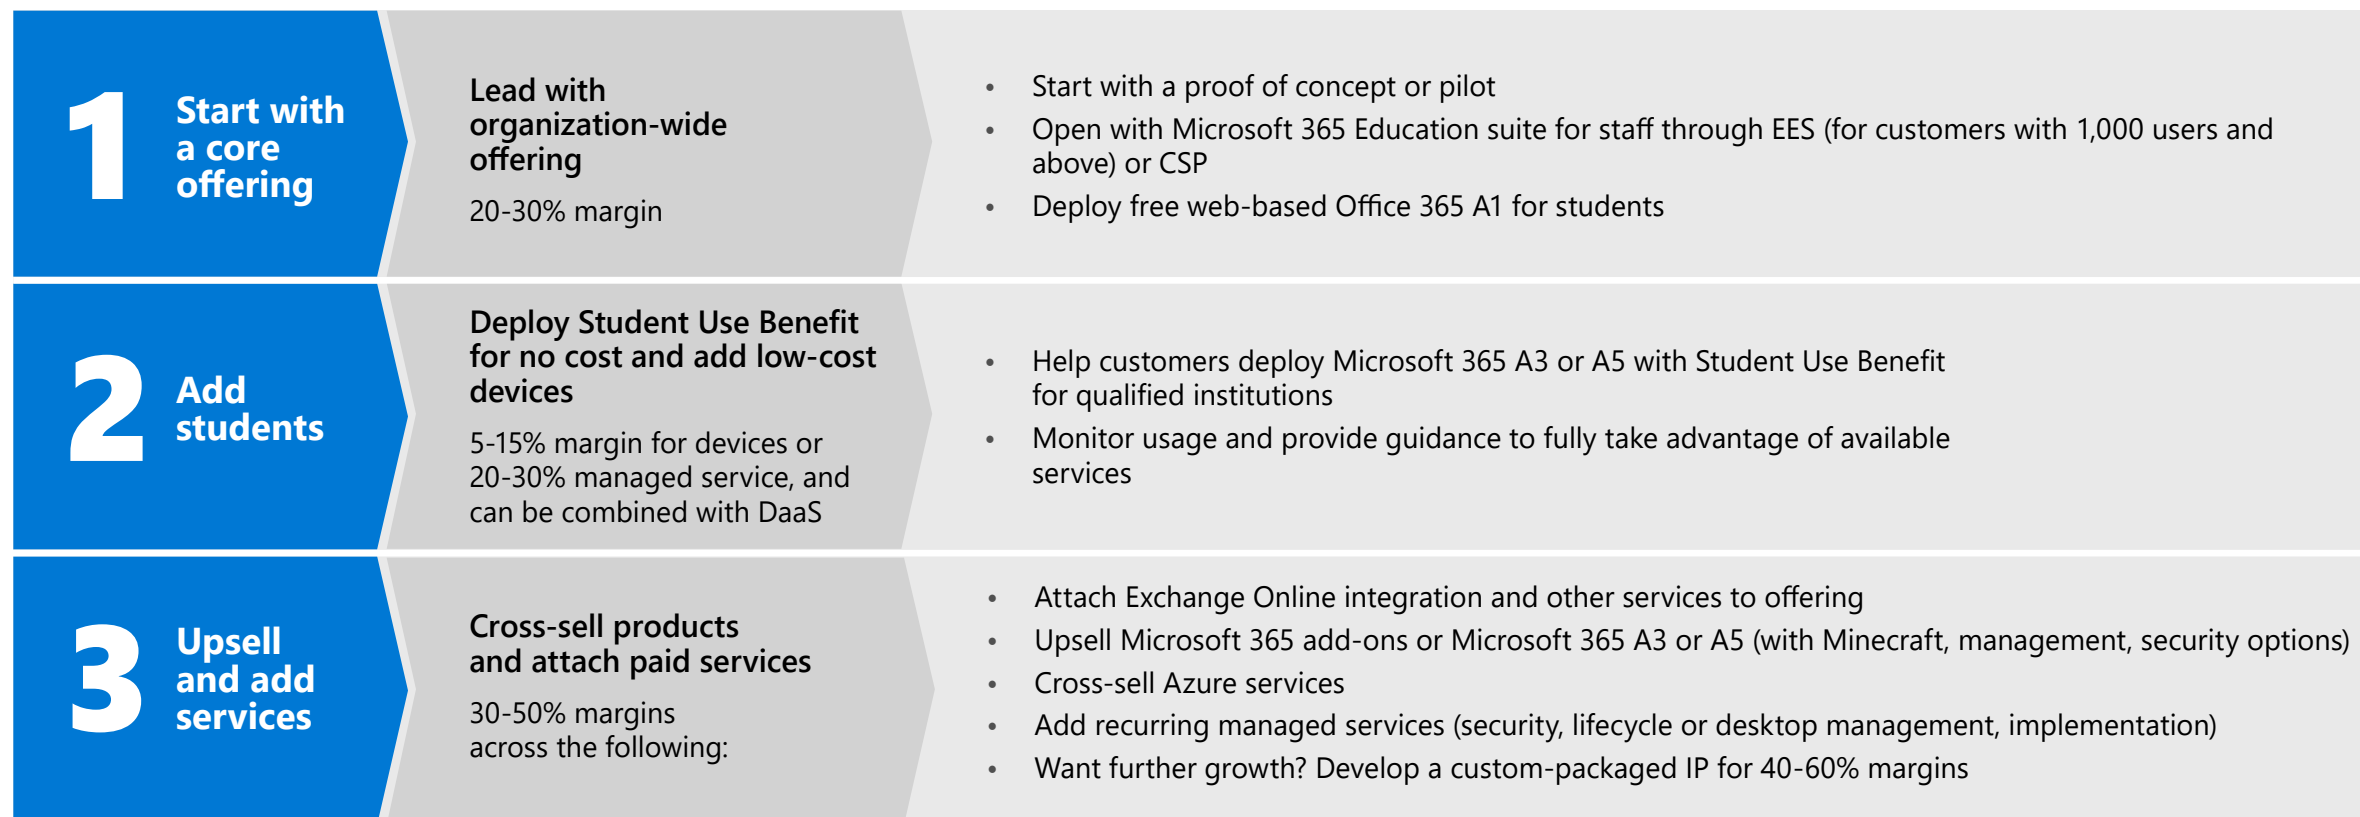 1
Start with
a core
offering
Lead with
organization-wide
offering
20-30% margin
• Start with a proof of concept or pilot
• Open with Microsoft 365 Education suite for staff through EES (for customers with 1,000 users and
above) or CSP
• Deploy free web-based Office 365 A1 for students
2
Add
students
Deploy Student Use Benefit
for no cost and add low-cost
devices
5-15% margin for devices or
20-30% managed service, and
can be combined with DaaS
• Help customers deploy Microsoft 365 A3 or A5 with Student Use Benefit
for qualified institutions
• Monitor usage and provide guidance to fully take advantage of available
services
3
Upsell
and add
services
Cross-sell products
and attach paid services
30-50% margins
across the following:
• Attach Exchange Online integration and other services to offering
• Upsell Microsoft 365 add-ons or Microsoft 365 A3 or A5 (with Minecraft, management, security options)
• Cross-sell Azure services
• Add recurring managed services (security, lifecycle or desktop management, implementation)
• Want further growth? Develop a custom-packaged IP for 40-60% margins